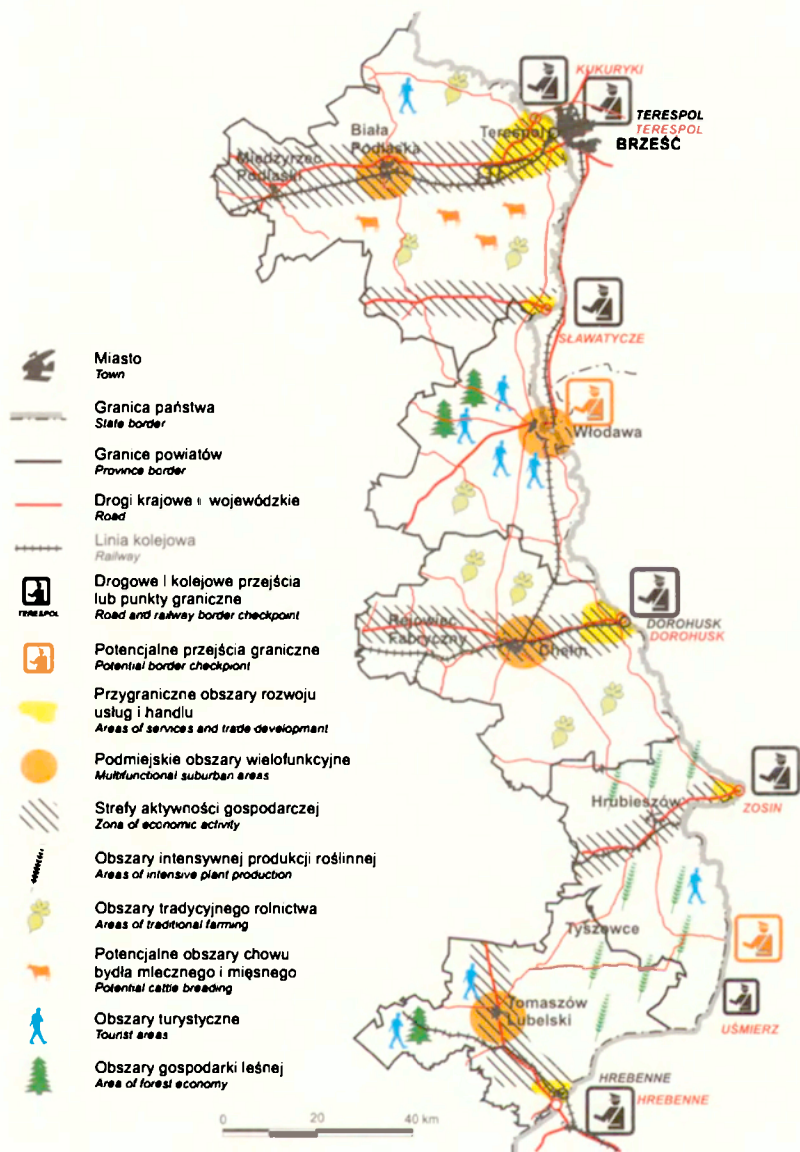 KUKURYKI
TERESPOL
TERESPOL
BRZEŚĆ
Terespol
Biała
Podlaska
Międzyrzec
Podlaski
SŁAWATYCZE
Włodawa
DOROHUSK
DOROHUSK
Rejowiec
Fabryczny
Chełm
ZOSIN
Hrubieszów
Tyszowce
Tomaszów
Lubelski
UŚMIERZ
HREBENNE
HREBENNE
Miasto
Town
Granica państwa
State border
Granice powiatów
Province border
Drogi krajowe i wojewódzkie
Road
Linia kolejowa
Railway
TERESPOL
Drogowe I kolejowe przejścia
lub punkty graniczne
Road and railway border checkpoint
Potencjalne przejścia graniczne
Potential border checkpiont
Przygraniczne obszary rozwoju
usług i handlu
Areas of services and trade development
Podmiejskie obszary wielofunkcyjne
Multifunctional suburban areas
Strefy aktywności gospodarczej
Zona of economic activity
Obszary intensywnej produkcji roślinnej
Areas of intensive plant production
Obszary tradycyjnego rolnictwa
Areas of traditional farming
Potencjalne obszary chowu
bydła mlecznego i mięsnego
Potential cattle breading
Obszary turystyczne
Tourist areas
Obszary gospodarki leśnej
Area of forest economy
0 20 40 km